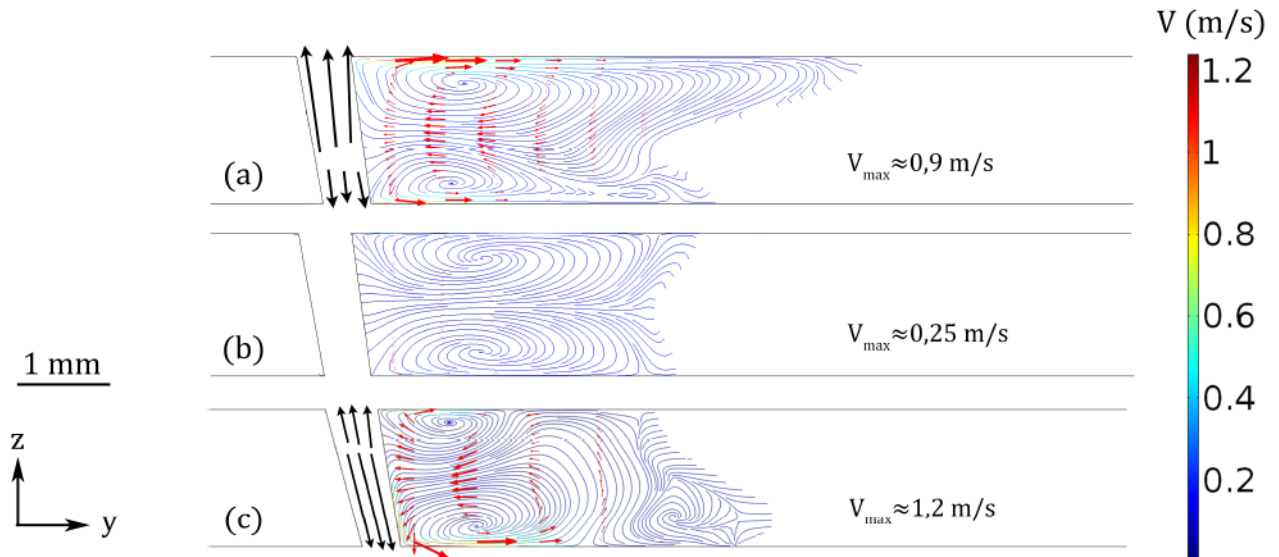 V (m/s)
1.2
1
0.8
0.6
0.4
0.2
(a)
Vmax≈0,9 m/s
(b)
Vmax≈0,25 m/s
1 mm
(c)
Vmax≈1,2 m/s
z
y